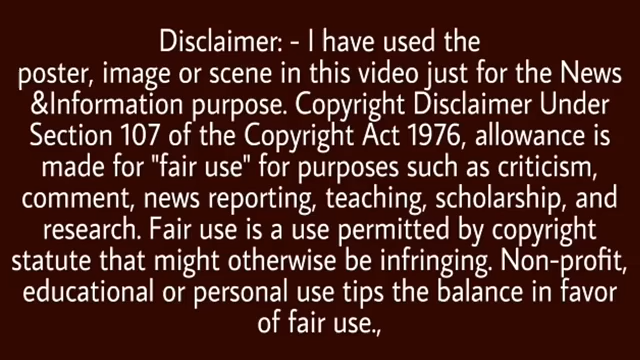 Disclaimer: - I have used the
poster, image or scene in this video just for the News
&Information purpose. Copyright Disclaimer Under
Section 107 of the Copyright Act 1976, allowance is
made for "fair use" for purposes such as criticism,
comment, news reporting, teaching, scholarship, and
research. Fair use is a use permitted by copyright
statute that might otherwise be infringing. Non-profit,
educational or personal use tips the balance in favor
of fair use.,